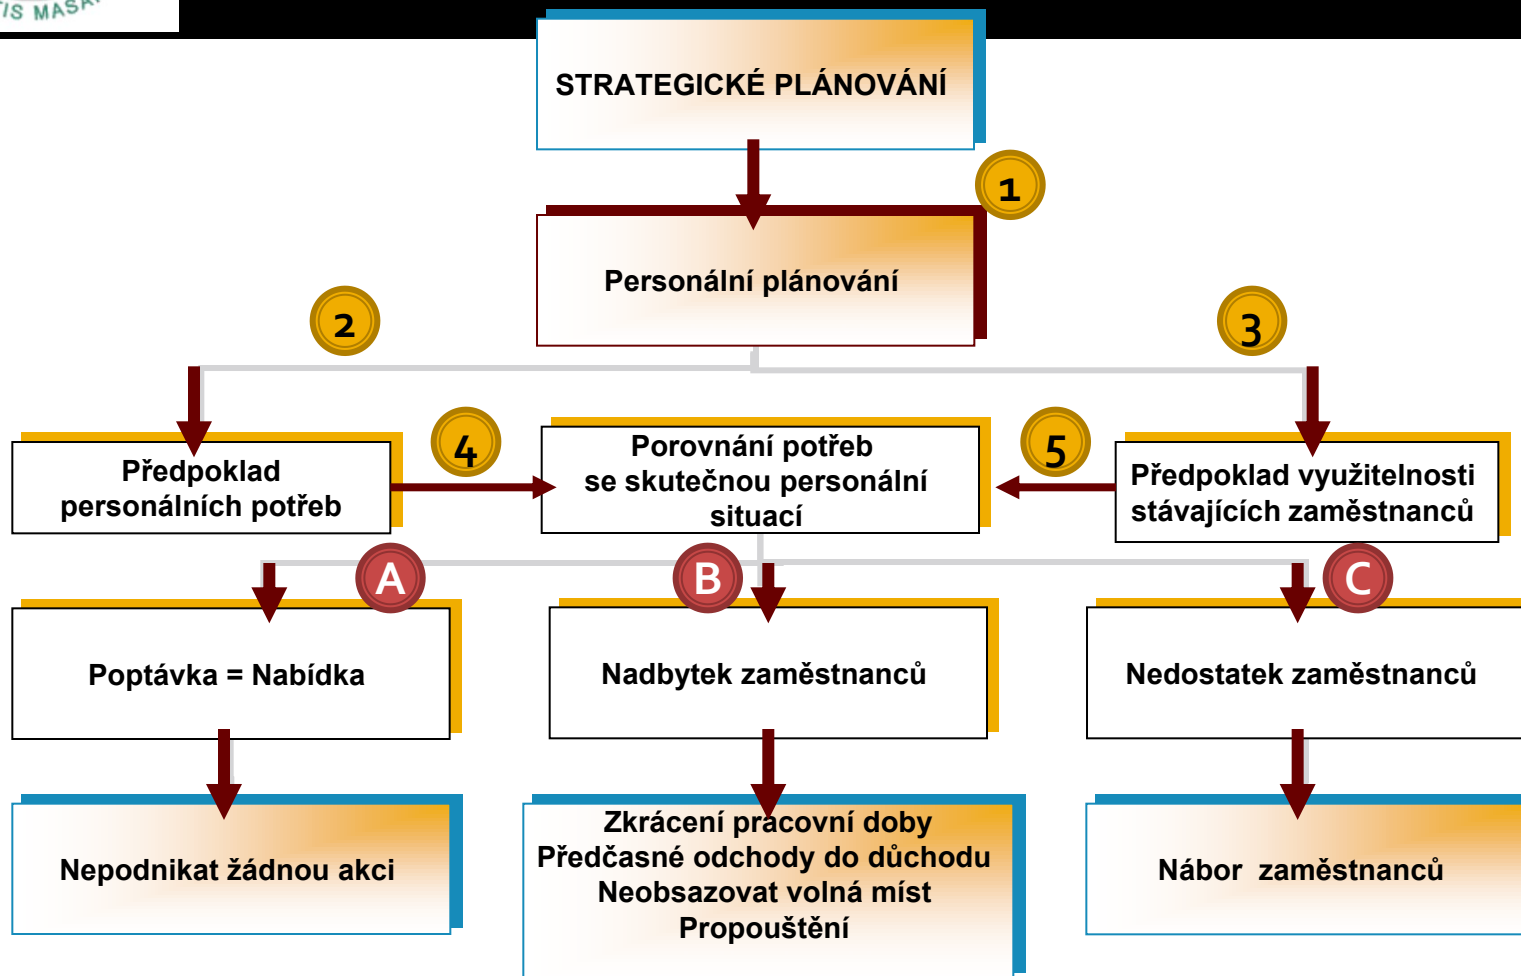 TIS MASA
STRATEGICKÉ PLÁNOVÁNÍ
1
Personální plánování
2
3
Předpoklad
personálních potřeb
4
Porovnání potřeb
se skutečnou personální
situací
5
Předpoklad využitelnosti
stávajících zaměstnanců
A
B
C
Poptávka = Nabídka
Nadbytek zaměstnanců
Nedostatek zaměstnanců
Nepodnikat žádnou akci
Zkrácení pracovní doby
Předčasné odchody do důchodu
Neobsazovat volná míst
Propouštění
Nábor  zaměstnanců